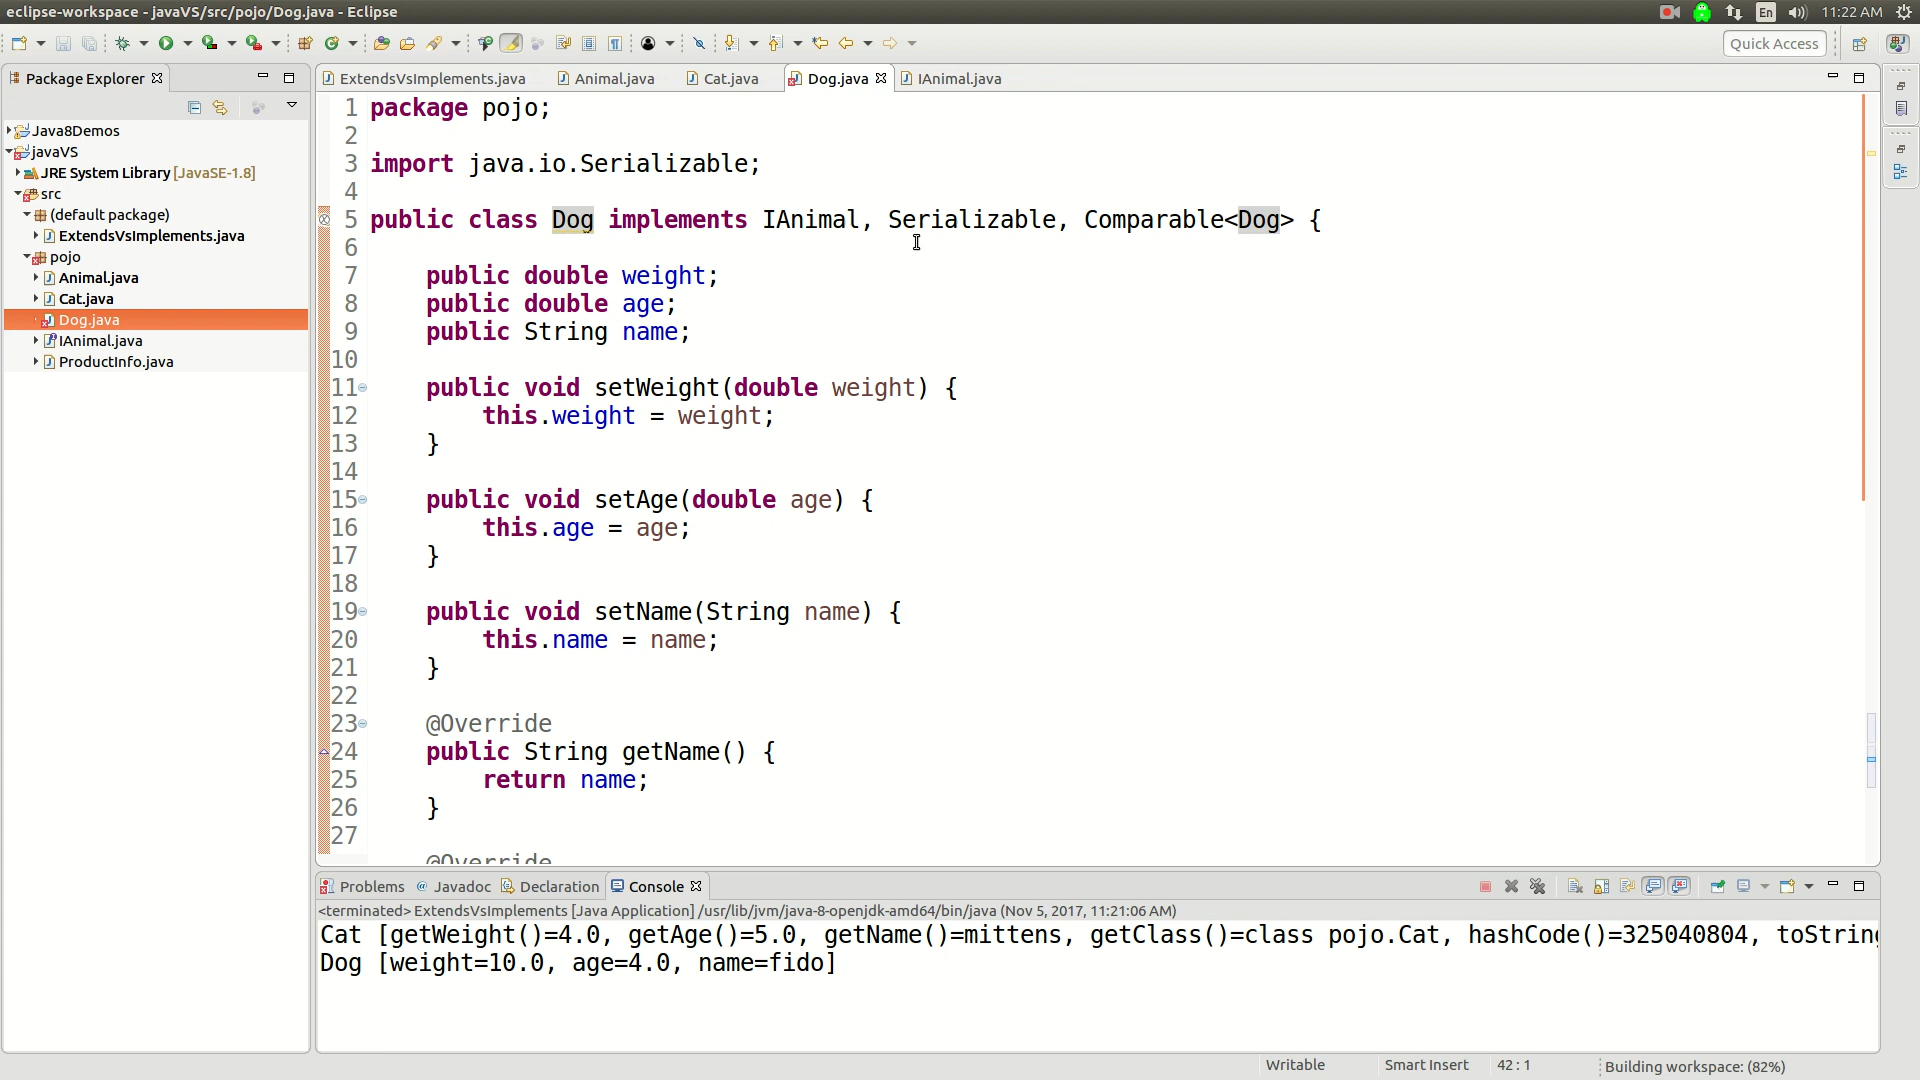 eclipse-workspace - javaVS/src/pojo/Dog.java - Eclipse
En
11:22 AM
Quick Access
Package Explorer
Java8Demos
javaVS
JRE System Library [JavaSE-1.8]
src
(default package)
ExtendsVsImplements.java
pojo
Animal.java
Cat.java
Dog.java
IAnimal.java
ProductInfo.java
ExtendsVsImplements.java
Animal.java
Cat.java
Dog.java
IAnimal.java
1 package pojo;
2
3 import java.io.Serializable;
4
5 public class Dog implements IAnimal, Serializable, Comparable<Dog> {
6
7 public double weight;
8 public double age;
9 public String name;
10
11 public void setWeight(double weight) {
12 this.weight = weight;
13 }
14
15 public void setAge(double age) {
16 this.age = age;
17 }
18
19 public void setName(String name) {
20 this.name = name;
21 }
22
23 @Override
24 public String getName() {
25 return name;
26 }
27
@Override
Problems
@ Javadoc
Declaration
Console
<terminated> ExtendsVsImplements [Java Application] /usr/lib/jvm/java-8-openjdk-amd64/bin/java (Nov 5, 2017, 11:21:06 AM)
Cat [getWeight()=4.0, getAge()=5.0, getName()=mittens, getClass()=class pojo.Cat, hashCode()=325040804, toString
Dog [weight=10.0, age=4.0, name=fido]
Writable
Smart Insert
42 : 1
Building workspace: (82%)